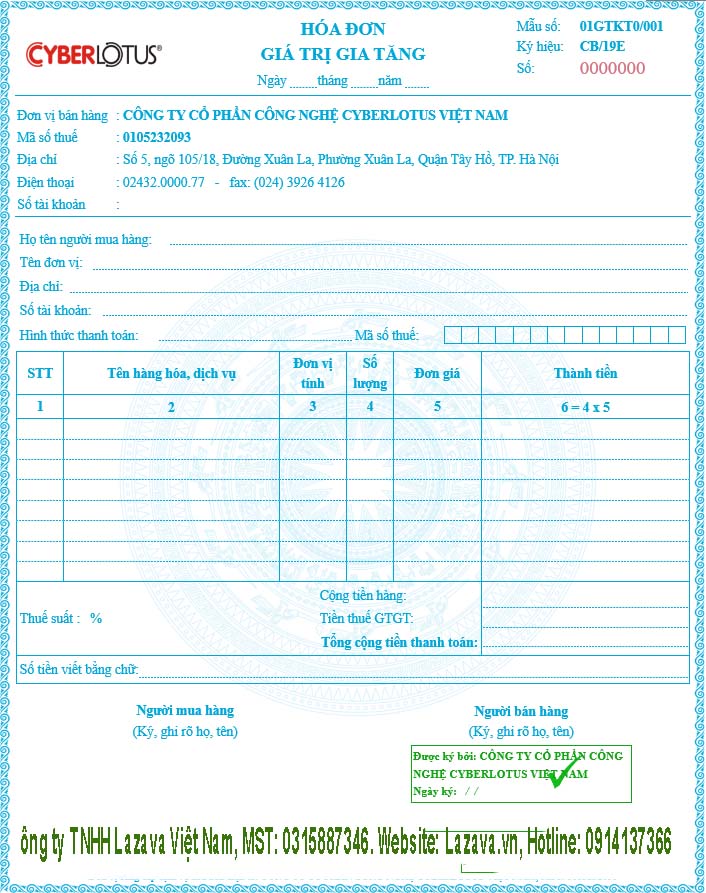 CYBERLOTUS®
HÓA ĐƠN
GIÁ TRỊ GIA TĂNG
Ngày ........tháng ........năm .......
Mẫu số: 01GTKT0/001
Ký hiệu: CB/19E
Số: 0000000
Đơn vị bán hàng : CÔNG TY CỔ PHẦN CÔNG NGHỆ CYBERLOTUS VIỆT NAM
Mã số thuế : 0105232093
Địa chỉ : Số 5, ngõ 105/18, Đường Xuân La, Phường Xuân La, Quận Tây Hồ, TP. Hà Nội
Điện thoại : 02432.0000.77 - fax: (024) 3926 4126
Số tài khoản :
Họ tên người mua hàng:
Tên đơn vị:
Địa chỉ:
Số tài khoản:
Hình thức thanh toán: Mã số thuế:
STT Tên hàng hóa, dịch vụ Đơn vị tính Số lượng Đơn giá Thành tiền
1 2 3 4 5 6 = 4 x 5
Cộng tiền hàng:
Thuế suất : % Tiền thuế GTGT:
Tổng cộng tiền thanh toán:
Số tiền viết bằng chữ:
Người mua hàng Người bán hàng
(Ký, ghi rõ họ, tên) (Ký, ghi rõ họ, tên)
Được ký bởi: CÔNG TY CỔ PHẦN CÔNG
NGHỆ CYBERLOTUS VIỆT NAM
Ngày ký: / /
ông ty TNHH Lazava Việt Nam, MST: 0315887346. Website: Lazava.vn, Hotline: 0914137366